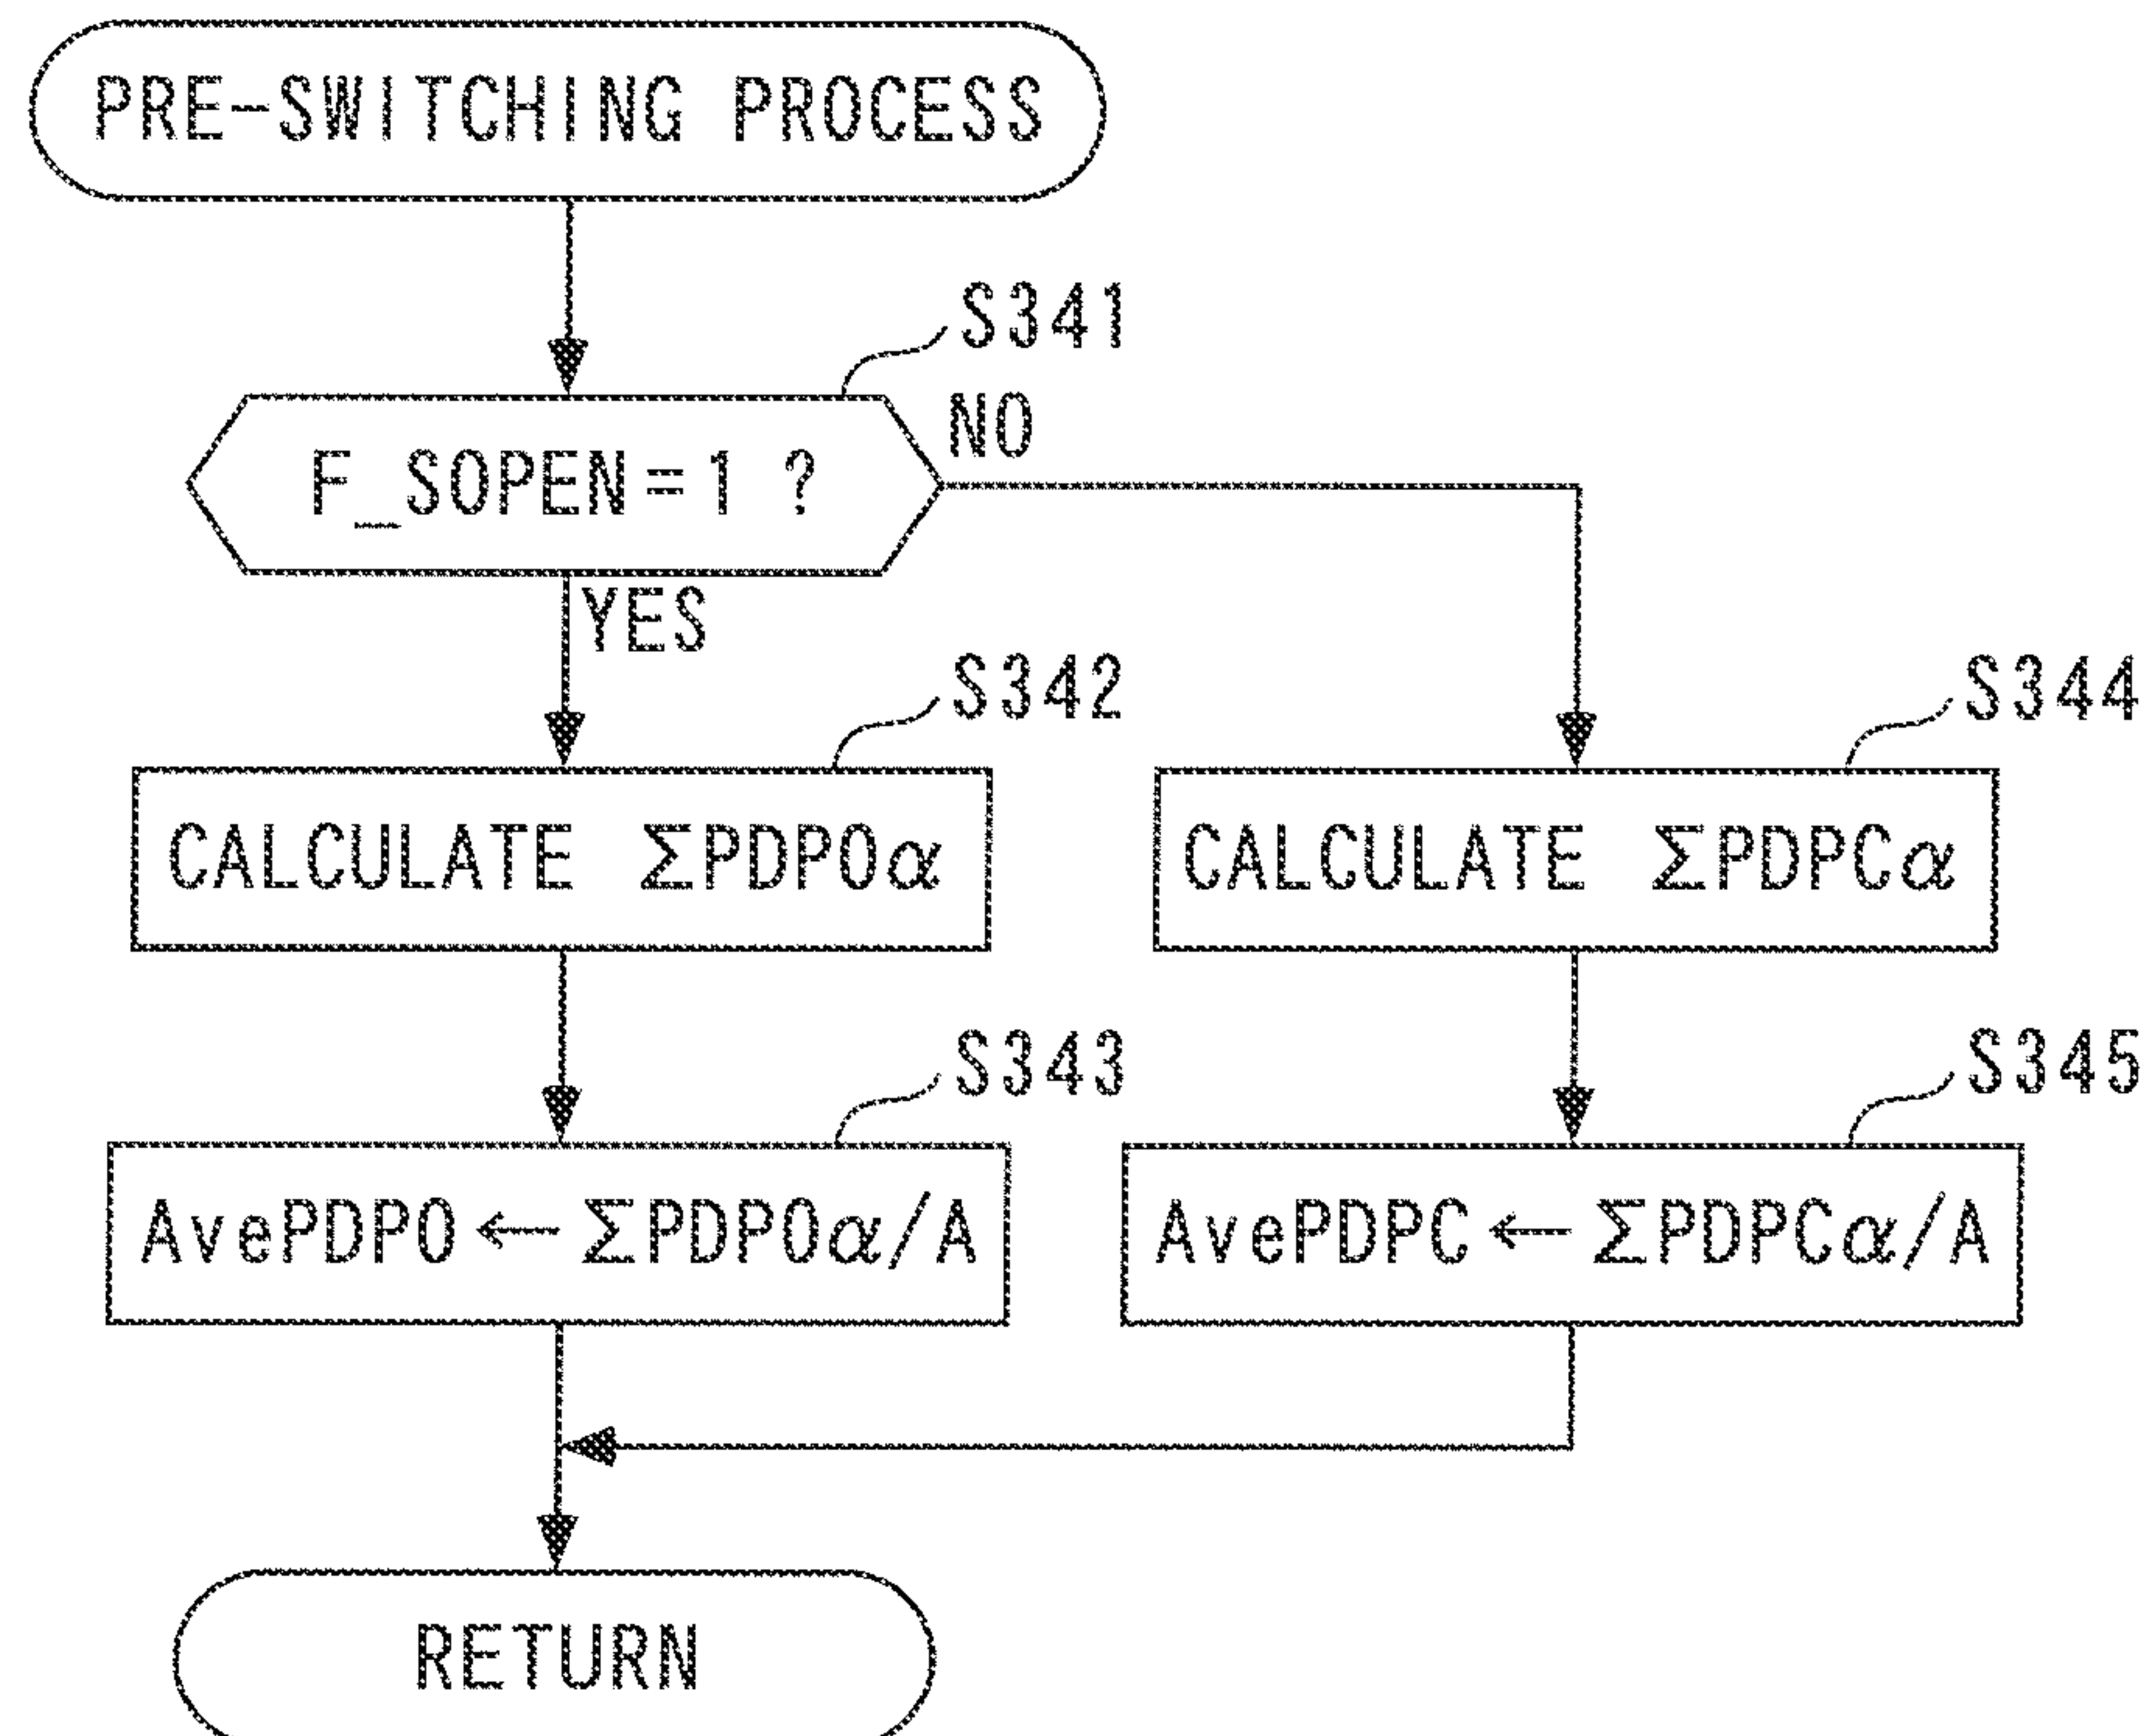 PRE-SWITCHING PROCESS
S341
F_SOPEN=1 ?
NO
YES
S342
CALCULATE ΣPDPOα
S344
CALCULATE ΣPDPCα
S343
AvePDPO←ΣPDPOα/A
S345
AvePDPC←ΣPDPCα/A
RETURN